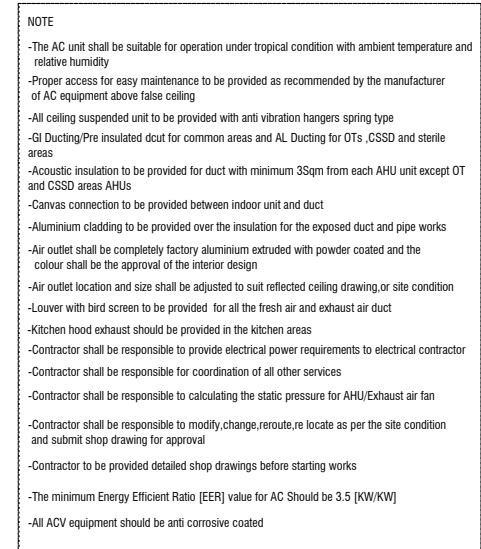 NOTE
-The AC unit shall be suitable for operation under tropical condition with ambient temperature and
relative humidity
-Proper access for easy maintenance to be provided as recommended by the manufacturer
of AC equipment above false ceiling
-All ceiling suspended unit to be provided with anti vibration hangers spring type
-GI Ducting/Pre insulated dcut for common areas and AL Ducting for OTs ,CSSD and sterile
areas
-Acoustic insulation to be provided for duct with minimum 3Sqm from each AHU unit except OT
and CSSD areas AHUs
-Canvas connection to be provided between indoor unit and duct
-Aluminium cladding to be provided over the insulation for the exposed duct and pipe works
-Air outlet shall be completely factory aluminium extruded with powder coated and the
colour shall be the approval of the interior design
-Air outlet location and size shall be adjusted to suit reflected ceiling drawing,or site condition
-Louver with bird screen to be provided for all the fresh air and exhaust air duct
-Kitchen hood exhaust should be provided in the kitchen areas
-Contractor shall be responsible to provide electrical power requirements to electrical contractor
-Contractor shall be responsible for coordination of all other services
-Contractor shall be responsible to calculating the static pressure for AHU/Exhaust air fan
-Contractor shall be responsible to modify,change,reroute,re locate as per the site condition
and submit shop drawing for approval
-Contractor to be provided detailed shop drawings before starting works
-The minimum Energy Efficient Ratio [EER] value for AC Should be 3.5 [KW/KW]
-All ACV equipment should be anti corrosive coated